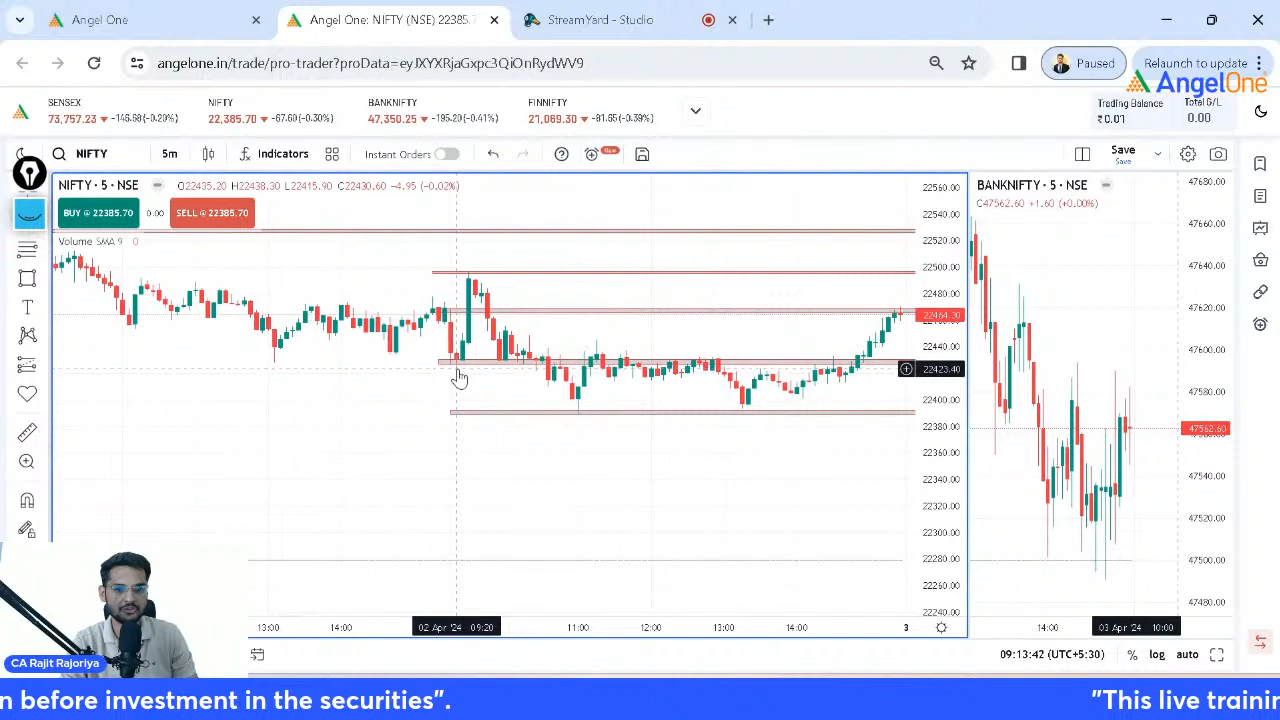 Angel One
Angel One: NIFTY (NSE) 22385.7
StreamYard - Studio
angelone.in/trade/pro-trader?proData=eyJXYXRjaGxpc3QiOnRydWV9
Paused
Relaunch to update
AngelOne
SENSEX
73,757.23 -146.68(-0.20%)
NIFTY
22,385.70 -67.60(-0.30%)
BANKNIFTY
47,350.25 -195.20(-0.41%)
FINNIFTY
21,069.30 -81.65(-0.39%)
Trading Balance
₹0.01
Total G/L
0.00
NIFTY
5m
Indicators
Instant Orders
New
Save
Save
NIFTY · 5 · NSE
O22435.20 H22438.30 L22415.90 C22430.60 -4.95 (-0.02%)
BUY @ 22385.70
0.00
SELL @ 22385.70
Volume SMA 9 0
22560.00
22540.00
22520.00
22500.00
22480.00
22464.30
22440.00
22423.40
22400.00
22380.00
22360.00
22340.00
22320.00
22300.00
22280.00
22260.00
22240.00
13:00
14:00
02 Apr '24 09:20
11:00
12:00
13:00
14:00
3
BANKNIFTY · 5 · NSE
C47562.60 +1.60 (+0.00%)
47680.00
47660.00
47640.00
47620.00
47600.00
47580.00
47562.60
47540.00
47520.00
47500.00
47480.00
14:00
03 Apr '24 10:00
09:13:42 (UTC+5:30)
%
log
auto
CA Rajit Rajoriya
n before investment in the securities”.
"This live trainin